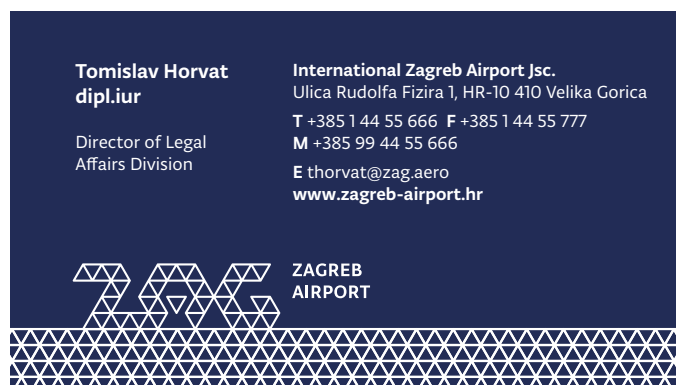 Tomislav Horvat
dipl.iur
Director of Legal
Affairs Division
International Zagreb Airport Jsc.
Ulica Rudolfa Fizira 1, HR-10 410 Velika Gorica
T +385 1 44 55 666 F +385 1 44 55 777
M +385 99 44 55 666
E thorvat@zag.aero
www.zagreb-airport.hr
ZAG
ZAGREB
AIRPORT